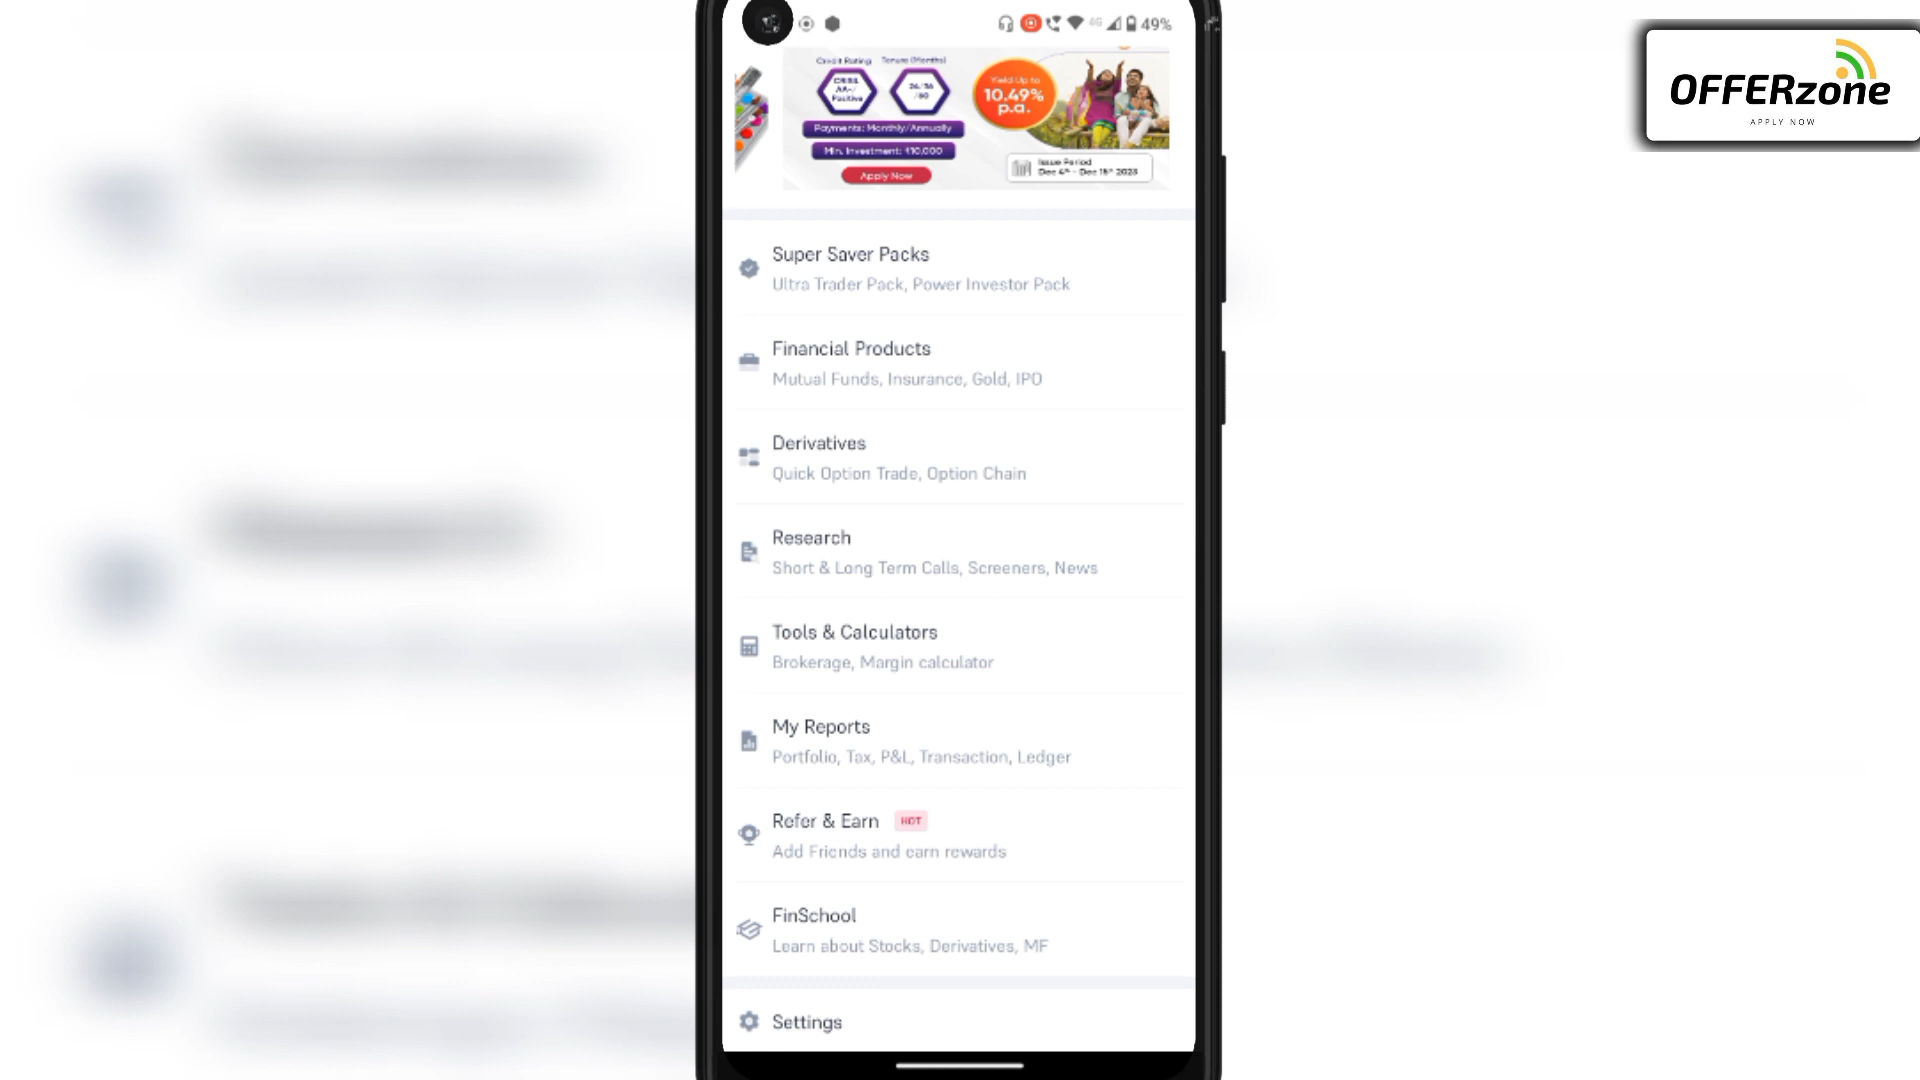 4G 49%
Credit Rating Tenure (Months)
CRISIL
AA-/
Positive
24/36
/60
Yield Up to
10.49%
p.a.
Payments: Monthly/Annually
Min. Investment: ₹10,000
Apply Now
Issue Period
Dec 4th - Dec 15th 2023
OFFERzone
APPLY NOW
Super Saver Packs
Ultra Trader Pack, Power Investor Pack
Financial Products
Mutual Funds, Insurance, Gold, IPO
Derivatives
Quick Option Trade, Option Chain
Research
Short & Long Term Calls, Screeners, News
Tools & Calculators
Brokerage, Margin calculator
My Reports
Portfolio, Tax, P&L, Transaction, Ledger
Refer & Earn HOT
Add Friends and earn rewards
FinSchool
Learn about Stocks, Derivatives, MF
Settings